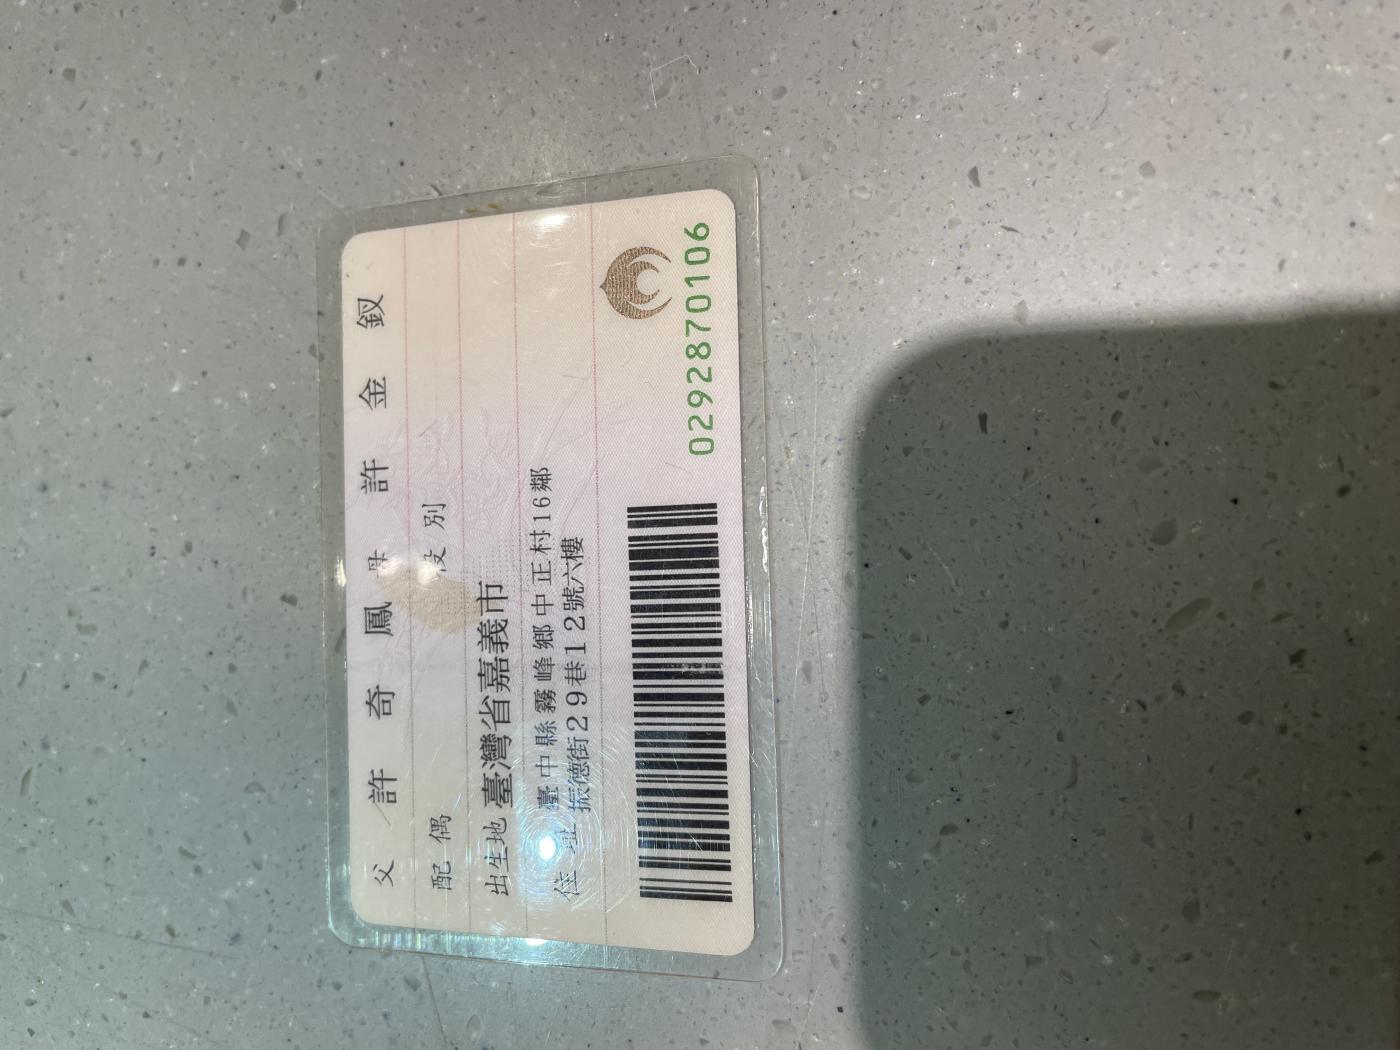 父 許奇鳳 母 許金釵
配偶 役別
出生地 臺灣省嘉義市
住址 臺中縣霧峰鄉中正村16鄰
振德街29巷12號六樓
0292870106